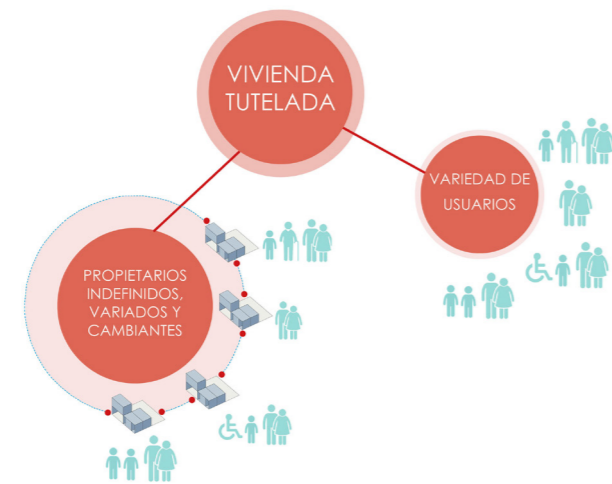 VIVIENDA
TUTELADA
VARIEDAD DE
USUARIOS
PROPIETARIOS
INDEFINIDOS,
VARIADOS Y
CAMBIANTES